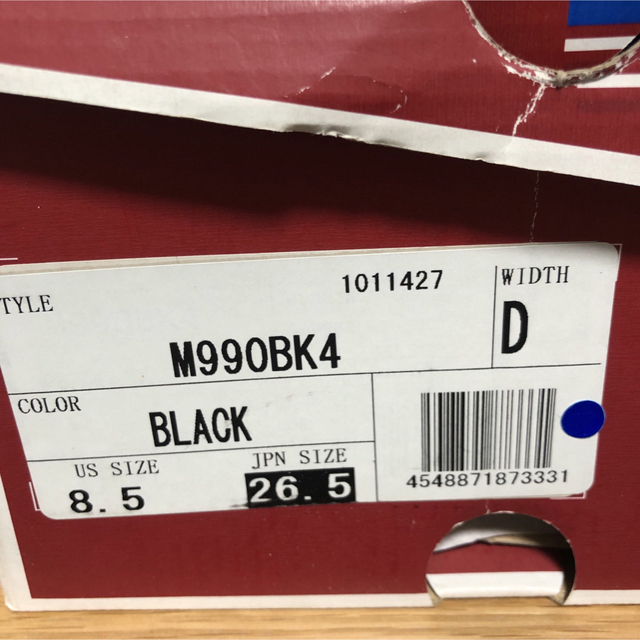 TYLE
1011427
M990BK4
WIDTH
D
COLOR
BLACK
US SIZE
8.5
JPN SIZE
26.5
4548871873331